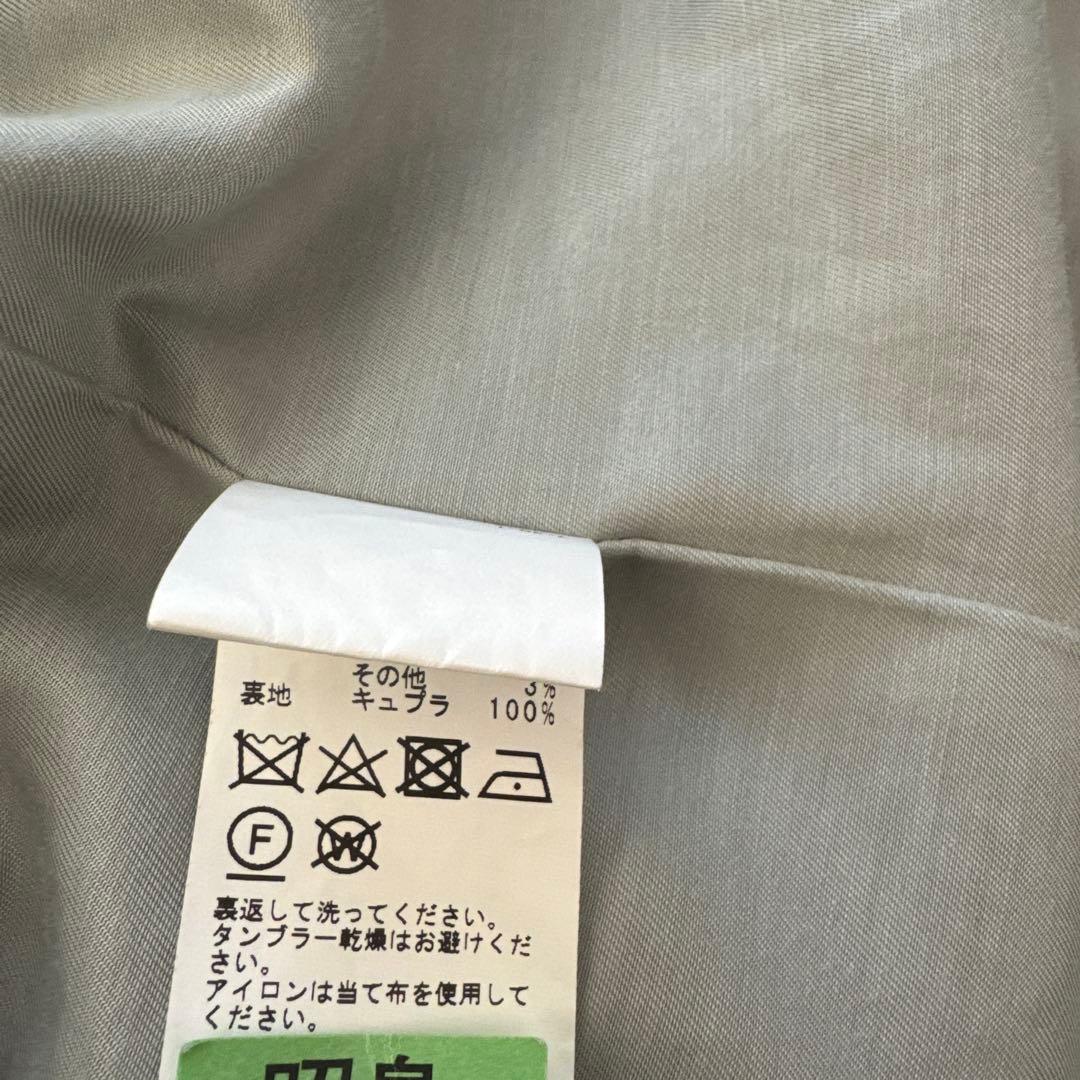 その他 3%
裏地 キュプラ 100%
F
W
裏返して洗ってください。
タンブラー乾燥はお避けくだ
さい。
アイロンは当て布を使用して
ください。